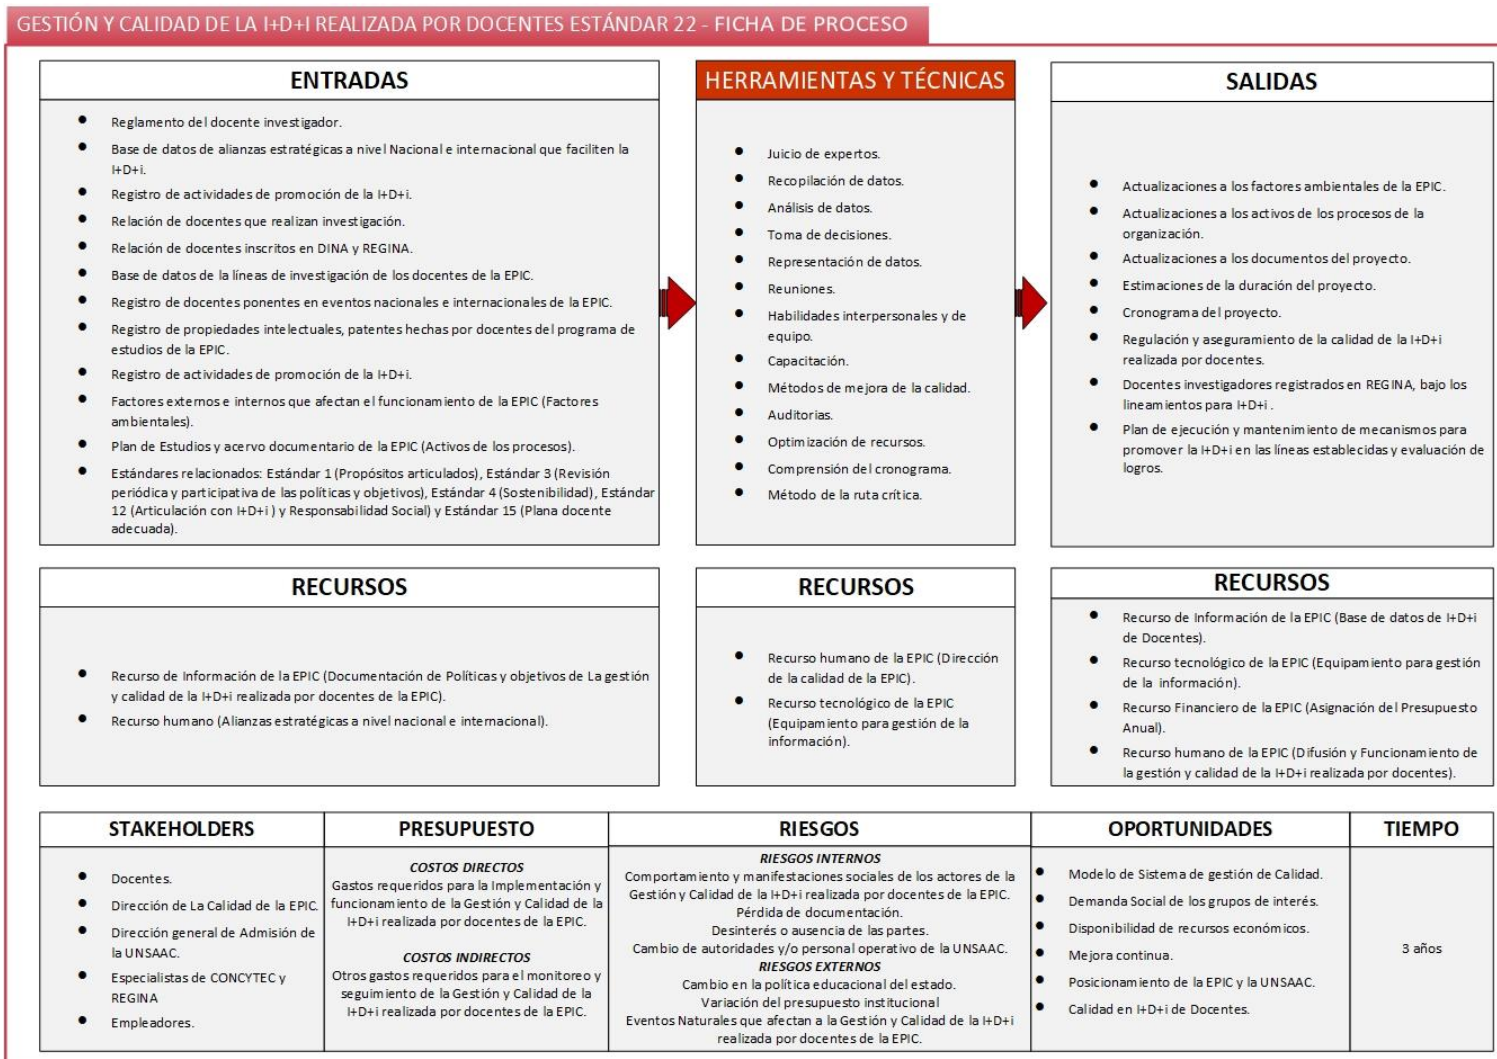 GESTIÓN Y CALIDAD DE LA I+D+I REALIZADA POR DOCENTES ESTÁNDAR 22 - FICHA DE PROCESO
ENTRADAS
Reglamento del docente investigador.
Base de datos de alianzas estratégicas a nivel Nacional e internacional que faciliten la
I+D+i.
Registro de actividades de promoción de la I+D+i.
Relación de docentes que realizan investigación.
Relación de docentes inscritos en DINA y REGINA.
Base de datos de la líneas de investigación de los docentes de la EPIC.
Registro de docentes ponentes en eventos nacionales e internacionales de la EPIC.
Registro de propiedades intelectuales, patentes hechas por docentes del programa de
estudios de la EPIC.
Registro de actividades de promoción de la I+D+i.
Factores externos e internos que afectan el funcionamiento de la EPIC (Factores
ambientales).
Plan de Estudios y acervo documentario de la EPIC (Activos de los procesos).
Estándares relacionados: Estándar 1 (Propósitos articulados), Estándar 3 (Revisión
periódica y participativa de las políticas y objetivos), Estándar 4 (Sostenibilidad), Estándar
12 (Articulación con I+D+i ) y Responsabilidad Social) y Estándar 15 (Plana docente
adecuada).
HERRAMIENTAS Y TÉCNICAS
Juicio de expertos.
Recopilación de datos.
Análisis de datos.
Toma de decisiones.
Representación de datos.
Reuniones.
Habilidades interpersonales y de
equipo.
Capacitación.
Métodos de mejora de la calidad.
Auditorias.
Optimización de recursos.
Comprensión del cronograma.
Método de la ruta crítica.
SALIDAS
Actualizaciones a los factores ambientales de la EPIC.
Actualizaciones a los activos de los procesos de la
organización.
Actualizaciones a los documentos del proyecto.
Estimaciones de la duración del proyecto.
Cronograma del proyecto.
Regulación y aseguramiento de la calidad de la I+D+i
realizada por docentes.
Docentes investigadores registrados en REGINA, bajo los
lineamientos para I+D+i .
Plan de ejecución y mantenimiento de mecanismos para
promover la I+D+i en las líneas establecidas y evaluación de
logros.
RECURSOS
Recurso de Información de la EPIC (Documentación de Políticas y objetivos de La gestión
y calidad de la I+D+i realizada por docentes de la EPIC).
Recurso humano (Alianzas estratégicas a nivel nacional e internacional).
RECURSOS
Recurso humano de la EPIC (Dirección
de la calidad de la EPIC).
Recurso tecnológico de la EPIC
(Equipamiento para gestión de la
información).
RECURSOS
Recurso de Información de la EPIC (Base de datos de I+D+i
de Docentes).
Recurso tecnológico de la EPIC (Equipamiento para gestión
de la información).
Recurso Financiero de la EPIC (Asignación del Presupuesto
Anual).
Recurso humano de la EPIC (Difusión y Funcionamiento de
la gestión y calidad de la I+D+i realizada por docentes).
STAKEHOLDERS
Docentes.
Dirección de La Calidad de la EPIC.
Dirección general de Admisión de
la UNSAAC.
Especialistas de CONCYTEC y
REGINA
Empleadores.
PRESUPUESTO
COSTOS DIRECTOS
Gastos requeridos para la Implementación y
funcionamiento de la Gestión y Calidad de la
I+D+i realizada por docentes de la EPIC.
COSTOS INDIRECTOS
Otros gastos requeridos para el monitoreo y
seguimiento de la Gestión y Calidad de la
I+D+i realizada por docentes de la EPIC.
RIESGOS
RIESGOS INTERNOS
Comportamiento y manifestaciones sociales de los actores de la
Gestión y Calidad de la I+D+i realizada por docentes de la EPIC.
Pérdida de documentación.
Desinterés o ausencia de las partes.
Cambio de autoridades y/o personal operativo de la UNSAAC.
RIESGOS EXTERNOS
Cambio en la política educacional del estado.
Variación del presupuesto institucional
Eventos Naturales que afectan a la Gestión y Calidad de la I+D+i
realizada por docentes de la EPIC.
OPORTUNIDADES
Modelo de Sistema de gestión de Calidad.
Demanda Social de los grupos de interés.
Disponibilidad de recursos económicos.
Mejora continua.
Posicionamiento de la EPIC y la UNSAAC.
Calidad en I+D+i de Docentes.
TIEMPO
3 años